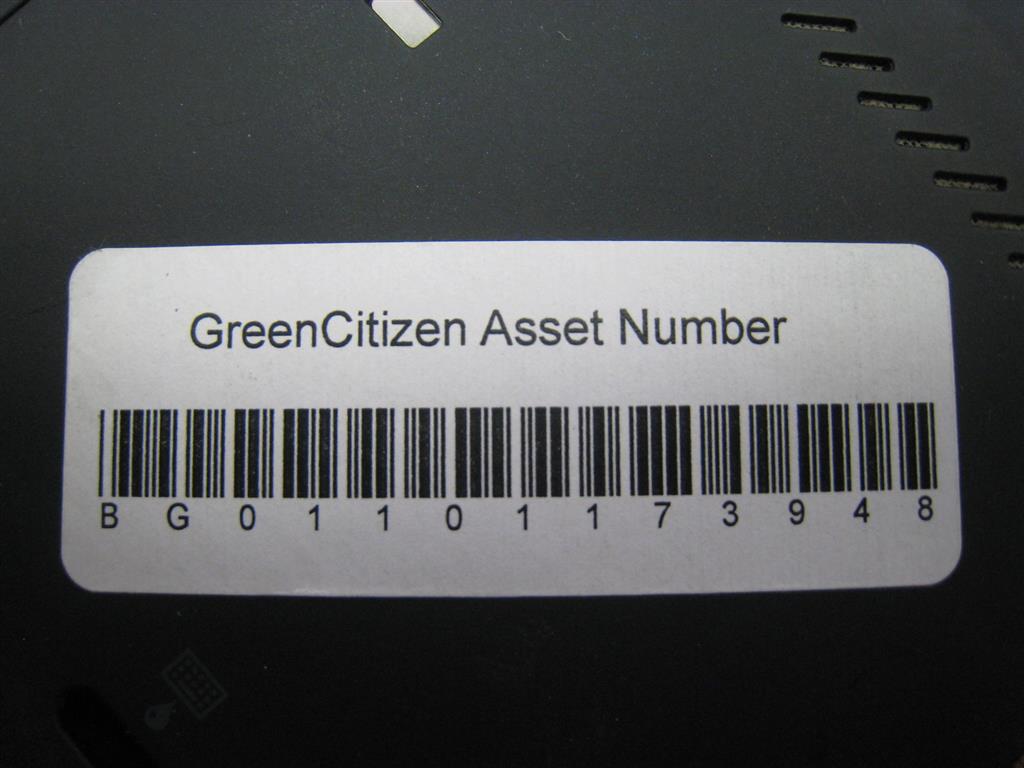 GreenCitizen Asset Number
B G 0 1 1 0 1 1 7 3 9 4 8